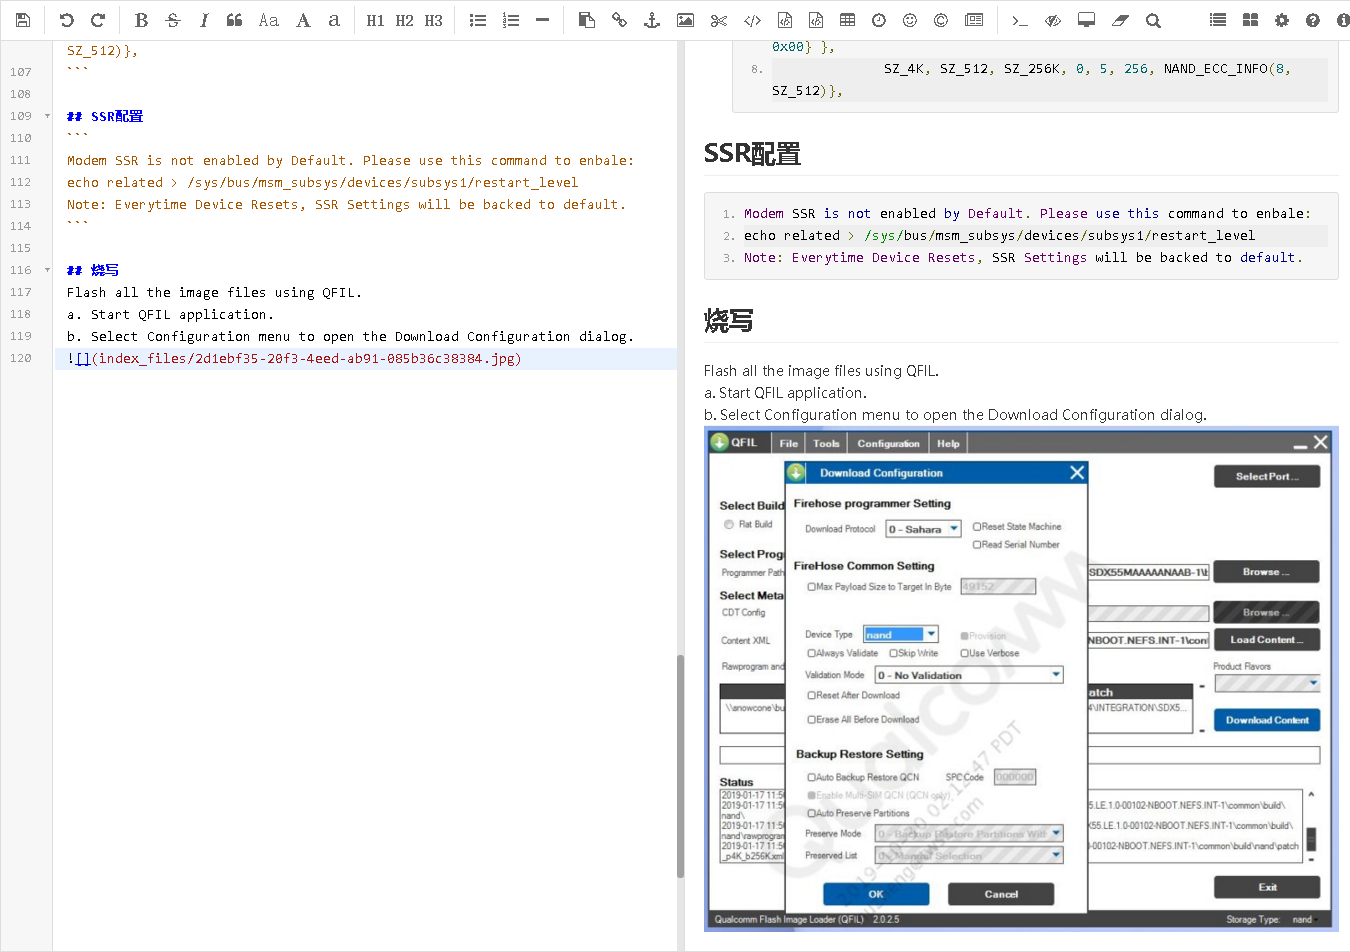 B S I “ Aa A a H1 H2 H3
SZ_512)},
107 ```
108
109 ## SSR配置
110 ```
111 Modem SSR is not enabled by Default. Please use this command to enbale:
112 echo related > /sys/bus/msm_subsys/devices/subsys1/restart_level
113 Note: Everytime Device Resets, SSR Settings will be backed to default.
114 ```
115
116 ## 烧写
117 Flash all the image files using QFIL.
118 a. Start QFIL application.
119 b. Select Configuration menu to open the Download Configuration dialog.
120 ![](index_files/2d1ebf35-20f3-4eed-ab91-085b36c38384.jpg)
0x00} },
8. SZ_4K, SZ_512, SZ_256K, 0, 5, 256, NAND_ECC_INFO(8,
SZ_512)},
SSR配置
1. Modem SSR is not enabled by Default. Please use this command to enbale:
2. echo related > /sys/bus/msm_subsys/devices/subsys1/restart_level
3. Note: Everytime Device Resets, SSR Settings will be backed to default.
烧写
Flash all the image files using QFIL.
a. Start QFIL application.
b. Select Configuration menu to open the Download Configuration dialog.
QFIL File Tools Configuration Help
Download Configuration
Select Port...
Select Build
Flat Build
Firehose programmer Setting
Download Protocol 0 - Sahara
Reset State Machine
Read Serial Number
Select Prog
Programmer Path
FireHose Common Setting
SDX55MAAAAANAAB-1\
Browse ...
Max Payload Size to Target In Byte 49152
Select Meta
CDT Config
Browse ...
Device Type nand
Provision
Content XML
NBOOT.NEFS.INT-1\con
Load Content ...
Always Validate Skip Write Use Verbose
Rawprogram and
Validation Mode 0 - No Validation
Product Flavors
Reset After Download
atch
\\snowcone\bu
4\INTEGRATION\SDX5...
Erase All Before Download
Download Content
Backup Restore Setting
Auto Backup Restore QCN SPC Code 000000
Enable Multi-SIM QCN (QCN only)
Auto Preserve Partitions
Preserve Mode 0 - Backup Restore Partitions With
Preserved List 0 - Manual Selection
OK Cancel
Status
2019-01-17 11:5
2019-01-17 11:5
nand\
2019-01-17 11:5
nand\rawprogram
2019-01-17 11:5
_p4K_b256K.xml
5.LE.1.0-00102-NBOOT.NEFS.INT-1\common\build\
X55.LE.1.0-00102-NBOOT.NEFS.INT-1\common\build\
-00102-NBOOT.NEFS.INT-1\common\build\nand\patch
Exit
Qualcomm Flash Image Loader (QFIL) 2.0.2.5
Storage Type: nand
Qualcomm